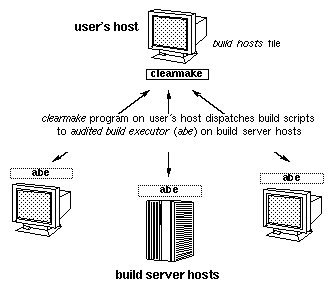 user's host
build hosts file
clearmake
clearmake program on user's host dispatches build scripts
to audited build executor (abe) on build server hosts
abe
abe
abe
build server hosts